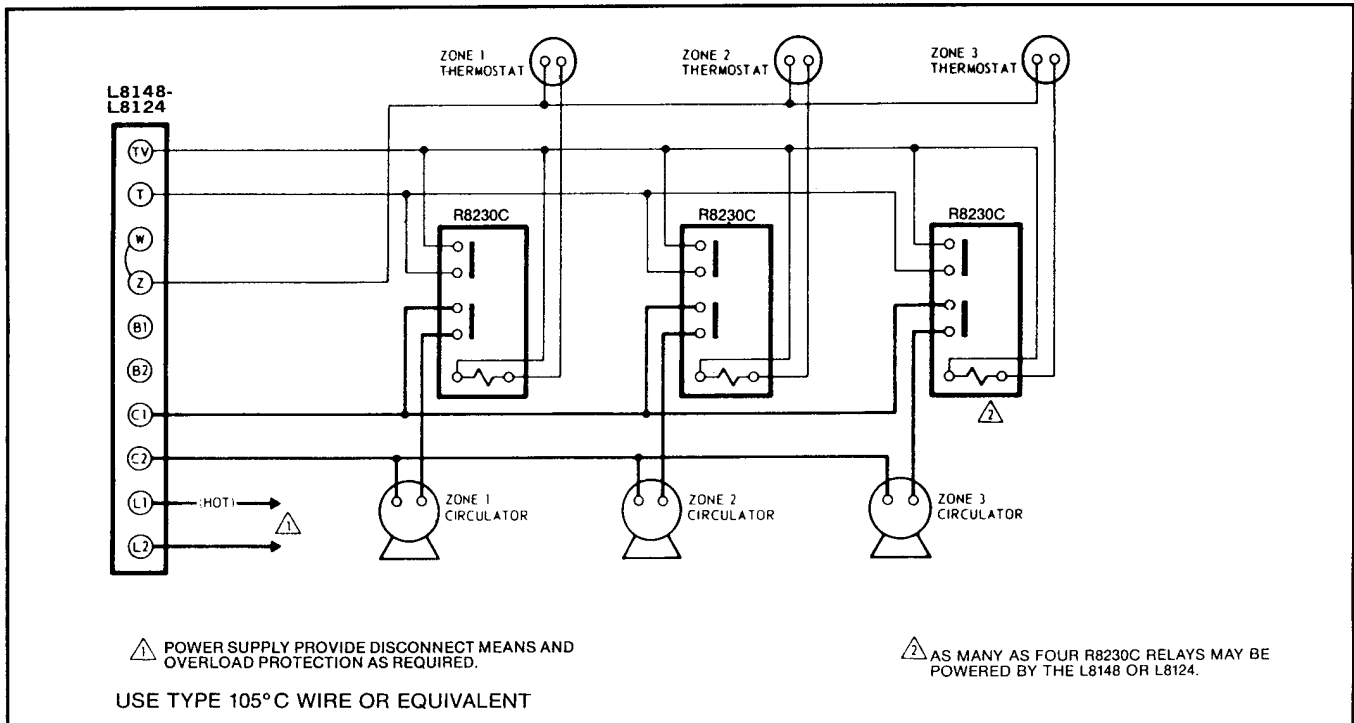 ZONE 1
THERMOSTAT
ZONE 2
THERMOSTAT
ZONE 3
THERMOSTAT
L8148-
L8124
TV
T
W
Z
B1
B2
C1
C2
L1
(HOT)
L2
R8230C
R8230C
R8230C
2
1
ZONE 1
CIRCULATOR
ZONE 2
CIRCULATOR
ZONE 3
CIRCULATOR
1 POWER SUPPLY PROVIDE DISCONNECT MEANS AND
OVERLOAD PROTECTION AS REQUIRED.
2 AS MANY AS FOUR R8230C RELAYS MAY BE
POWERED BY THE L8148 OR L8124.
USE TYPE 105°C WIRE OR EQUIVALENT